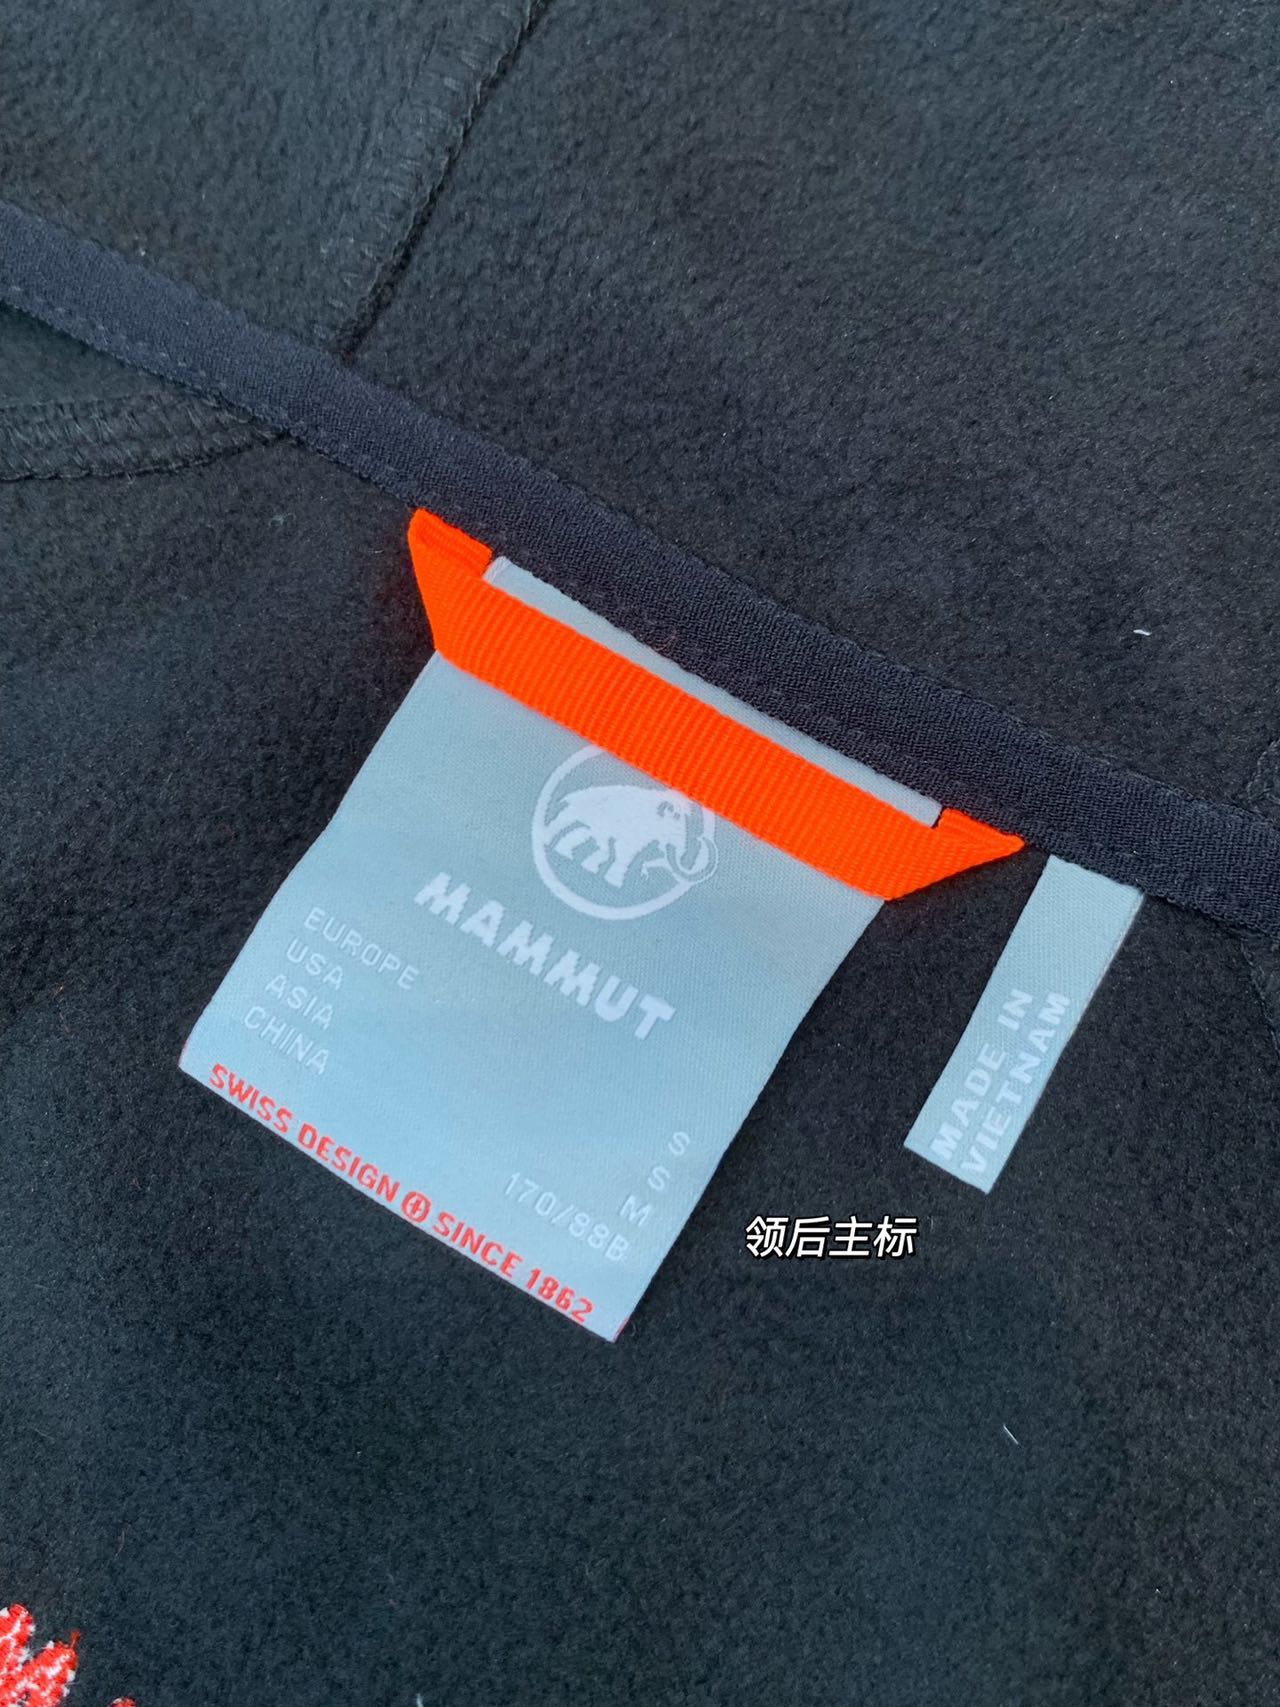 MAMMUT
EUROPE
USA
ASIA
CHINA
S
S
M
170/88B
SWISS DESIGN SINCE 1862
MADE IN
VIETNAM
领后主标